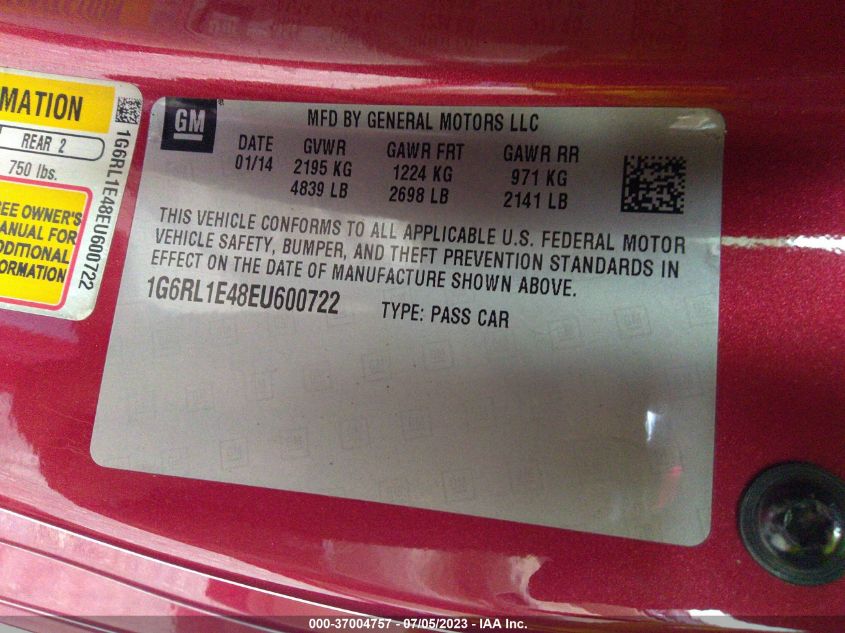 MATION
REAR 2
750 lbs.
EE OWNER'S
ANUAL FOR
DDITIONAL
FORMATION
1G6RL1E48EU600722
GM
MFD BY GENERAL MOTORS LLC
DATE GVWR GAWR FRT GAWR RR
01/14 2195 KG 1224 KG 971 KG
4839 LB 2698 LB 2141 LB
THIS VEHICLE CONFORMS TO ALL APPLICABLE U.S. FEDERAL MOTOR
VEHICLE SAFETY, BUMPER, AND THEFT PREVENTION STANDARDS IN
EFFECT ON THE DATE OF MANUFACTURE SHOWN ABOVE.
1G6RL1E48EU600722 TYPE: PASS CAR
000-37004757 - 07/05/2023 - IAA Inc.